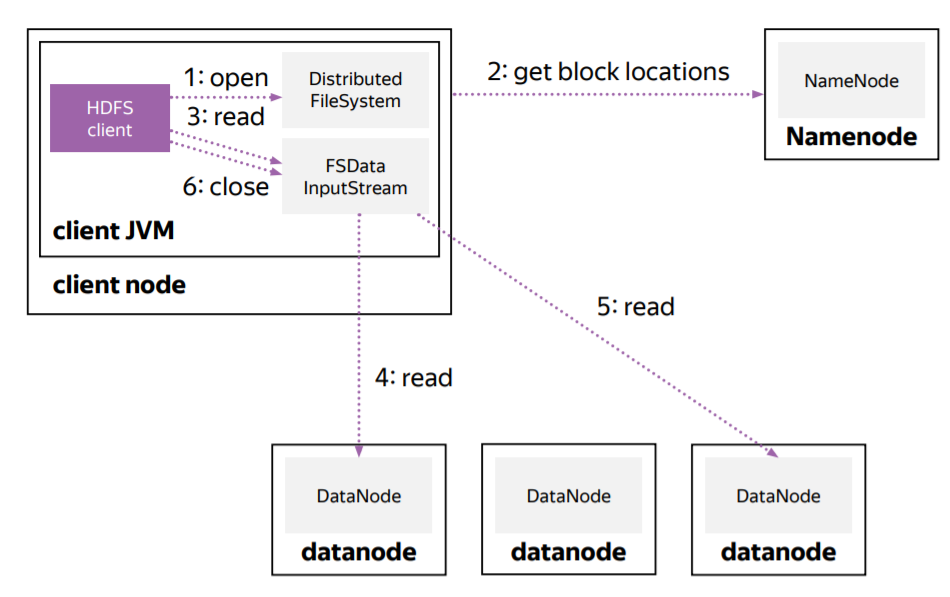 1: open
Distributed
FileSystem
2: get block locations
NameNode
Namenode
HDFS
client
3: read
FSData
InputStream
6: close
client JVM
client node
5: read
4: read
DataNode
datanode
DataNode
datanode
DataNode
datanode